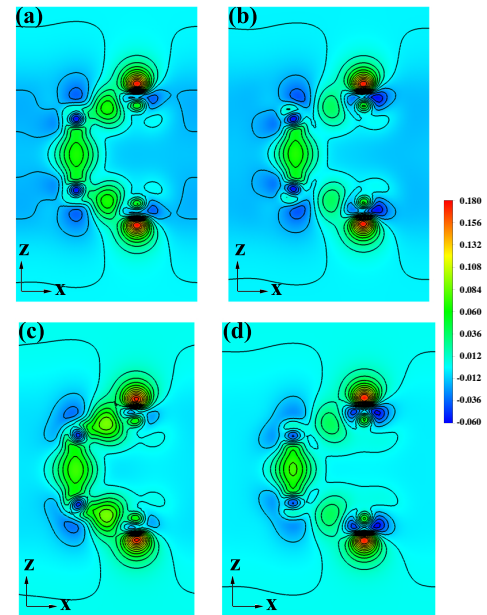 (a)
(b)
z
x
z
x
0.180
0.156
0.132
0.108
0.084
0.060
0.036
0.012
-0.012
-0.036
-0.060
(c)
(d)
z
x
z
x